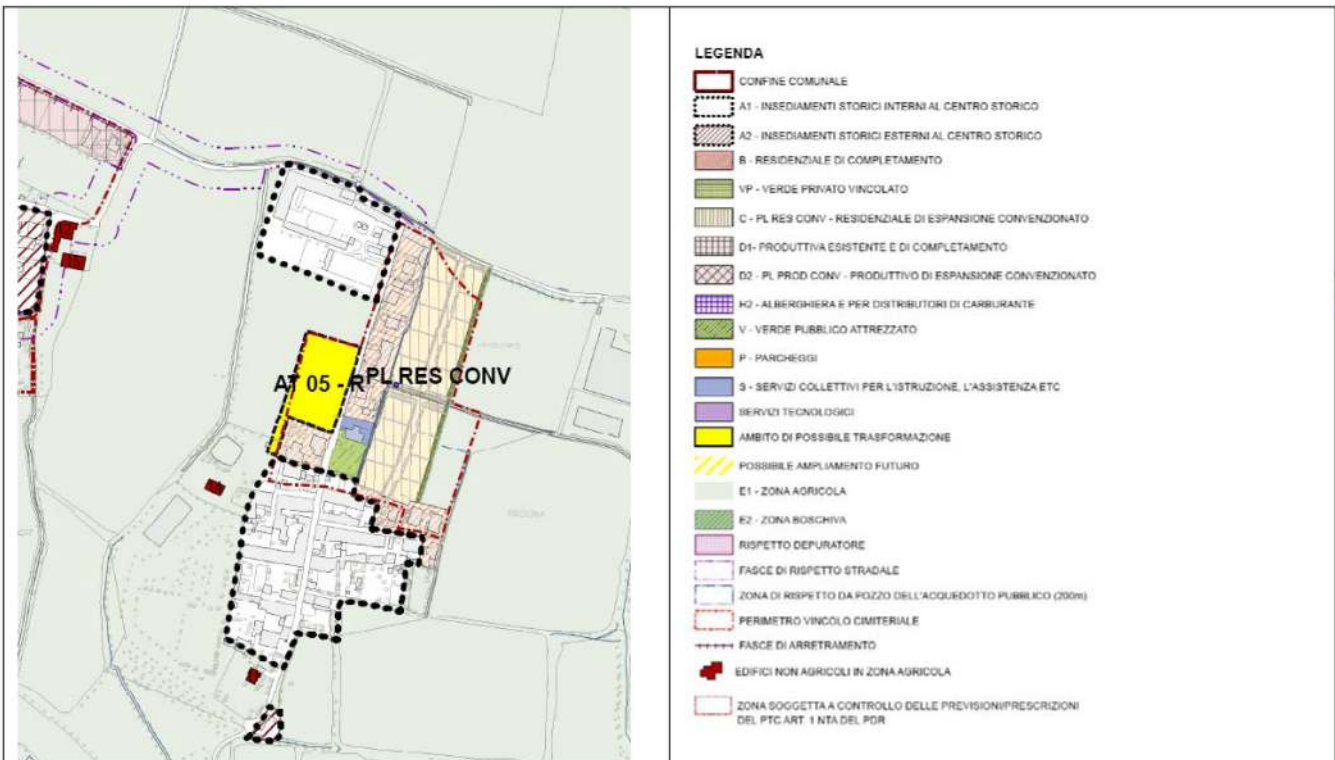 AT 05 - R
PL RES CONV
LEGENDA
CONFINE COMUNALE
A1 - INSEDIAMENTI STORICI INTERNI AL CENTRO STORICO
A2 - INSEDIAMENTI STORICI ESTERNI AL CENTRO STORICO
B - RESIDENZIALE DI COMPLETAMENTO
VP - VERDE PRIVATO VINCOLATO
C - PL RES CONV - RESIDENZIALE DI ESPANSIONE CONVENZIONATO
D1- PRODUTTIVA ESISTENTE E DI COMPLETAMENTO
D2 - PL PROD CONV - PRODUTTIVO DI ESPANSIONE CONVENZIONATO
H2 - ALBERGHIERA E PER DISTRIBUTORI DI CARBURANTE
V - VERDE PUBBLICO ATTREZZATO
P - PARCHEGGI
S - SERVIZI COLLETTIVI PER L'ISTRUZIONE, L'ASSISTENZA ETC
SERVIZI TECNOLOGICI
AMBITO DI POSSIBILE TRASFORMAZIONE
POSSIBILE AMPLIAMENTO FUTURO
E1 - ZONA AGRICOLA
E2 - ZONA BOSCHIVA
RISPETTO DEPURATORE
FASCE DI RISPETTO STRADALE
ZONA DI RISPETTO DA POZZO DELL'ACQUEDOTTO PUBBLICO (200m)
PERIMETRO VINCOLO CIMITERIALE
FASCE DI ARRETRAMENTO
EDIFICI NON AGRICOLI IN ZONA AGRICOLA
ZONA SOGGETTA A CONTROLLO DELLE PREVISIONI/PRESCRIZIONI
DEL PTC ART. 1 NTA DEL PDR